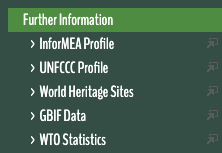 Further Information
› InforMEA Profile
› UNFCCC Profile
› World Heritage Sites
› GBIF Data
› WTO Statistics